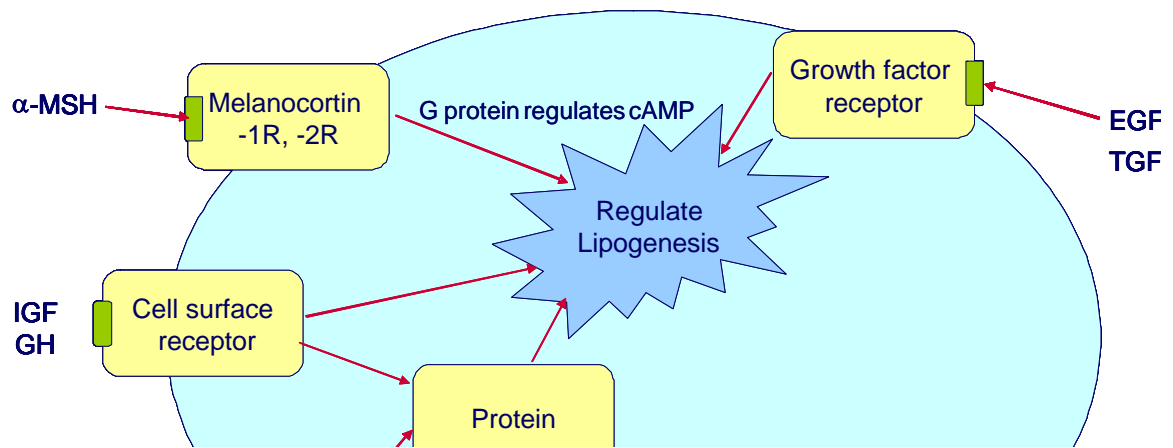 α-MSH
Melanocortin
-1R, -2R
G protein regulates cAMP
Growth factor
receptor
EGF
TGF
Regulate
Lipogenesis
IGF
GH
Cell surface
receptor
Protein